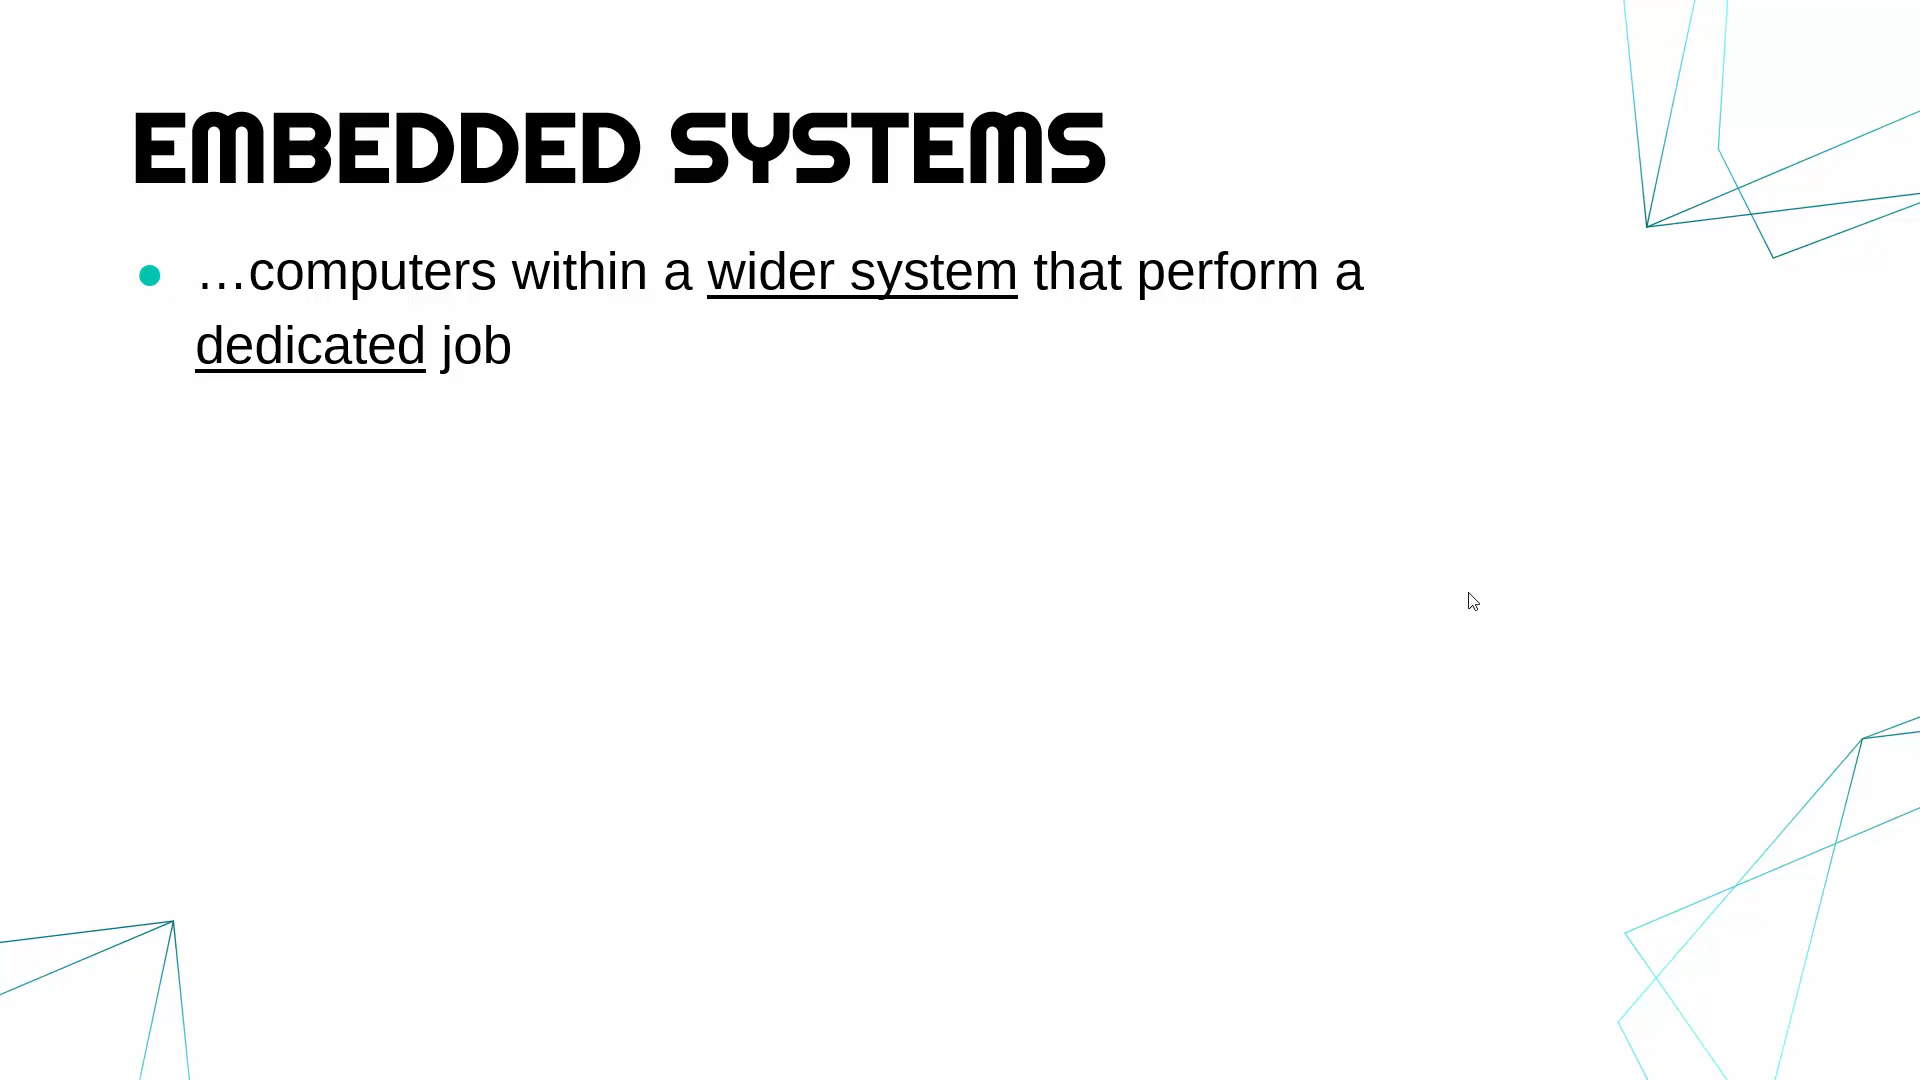 EMBEDDED SYSTEMS
…computers within a wider system that perform a
dedicated job